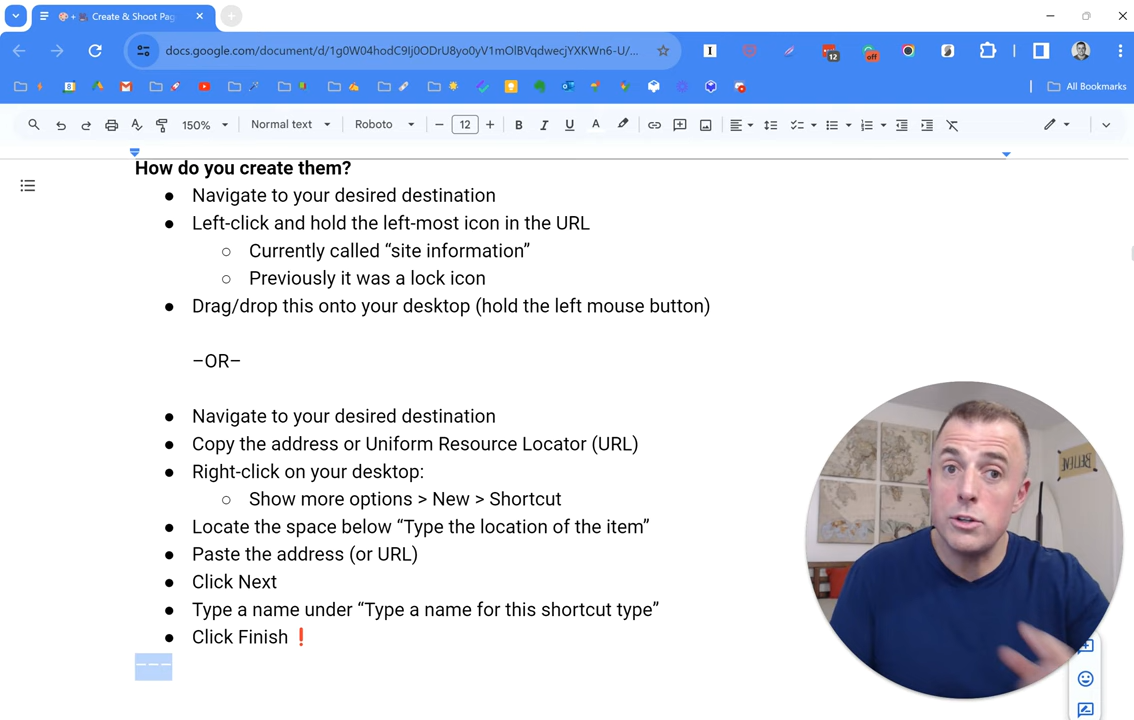 Create & Shoot Pag
docs.google.com/document/d/1g0W04hodC9Ij0ODrU8yo0yV1mOlBVqdwecjYXKWn6-U/...
12
off
All Bookmarks
150%
Normal text
Roboto
12
How do you create them?
● Navigate to your desired destination
● Left-click and hold the left-most icon in the URL
○ Currently called “site information”
○ Previously it was a lock icon
● Drag/drop this onto your desktop (hold the left mouse button)
–OR–
● Navigate to your desired destination
● Copy the address or Uniform Resource Locator (URL)
● Right-click on your desktop:
○ Show more options > New > Shortcut
● Locate the space below “Type the location of the item”
● Paste the address (or URL)
● Click Next
● Type a name under “Type a name for this shortcut type”
● Click Finish ❗
–––
BELIEVE